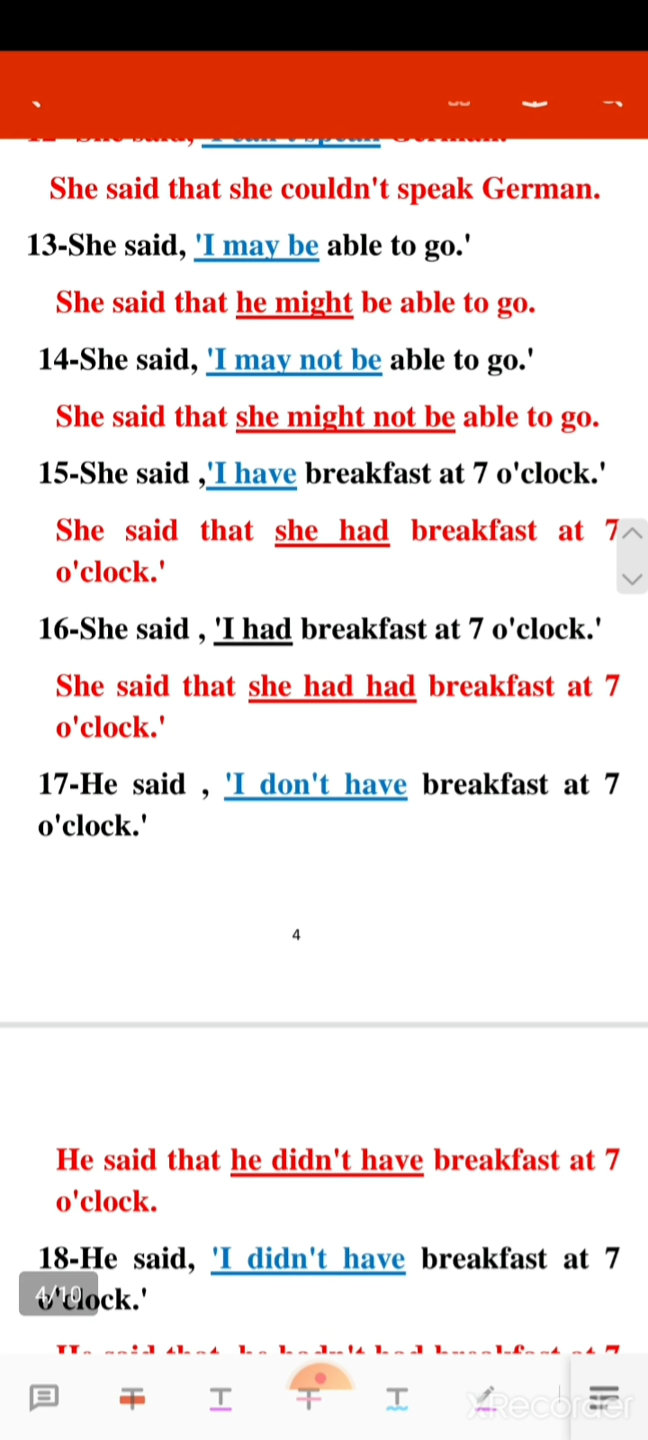 She said that she couldn't speak German.
13-She said, 'I may be able to go.'
She said that he might be able to go.
14-She said, 'I may not be able to go.'
She said that she might not be able to go.
15-She said ,'I have breakfast at 7 o'clock.'
She said that she had breakfast at 7
o'clock.'
16-She said , 'I had breakfast at 7 o'clock.'
She said that she had had breakfast at 7
o'clock.'
17-He said , 'I don't have breakfast at 7
o'clock.'
4
He said that he didn't have breakfast at 7
o'clock.
18-He said, 'I didn't have breakfast at 7
o'clock.'
4/10
XRecorder